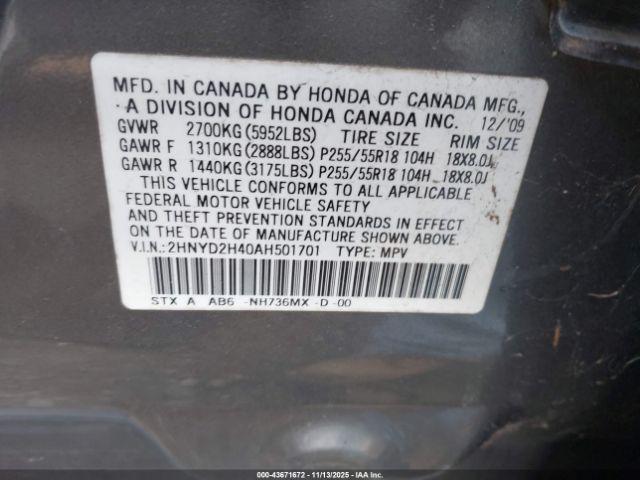 MFD. IN CANADA BY HONDA OF CANADA MFG.,
A DIVISION OF HONDA CANADA INC. 12/'09
GVWR 2700KG (5952LBS) TIRE SIZE RIM SIZE
GAWR F 1310KG (2888LBS) P255/55R18 104H 18X8.0J
GAWR R 1440KG (3175LBS) P255/55R18 104H 18X8.0J
THIS VEHICLE CONFORMS TO ALL APPLICABLE
FEDERAL MOTOR VEHICLE SAFETY
AND THEFT PREVENTION STANDARDS IN EFFECT
ON THE DATE OF MANUFACTURE SHOWN ABOVE.
V.I.N.: 2HNYD2H40AH501701 TYPE: MPV
STX A AB6 -NH736MX -D -00
000-43671672 - 11/13/2025 - IAAI Inc.